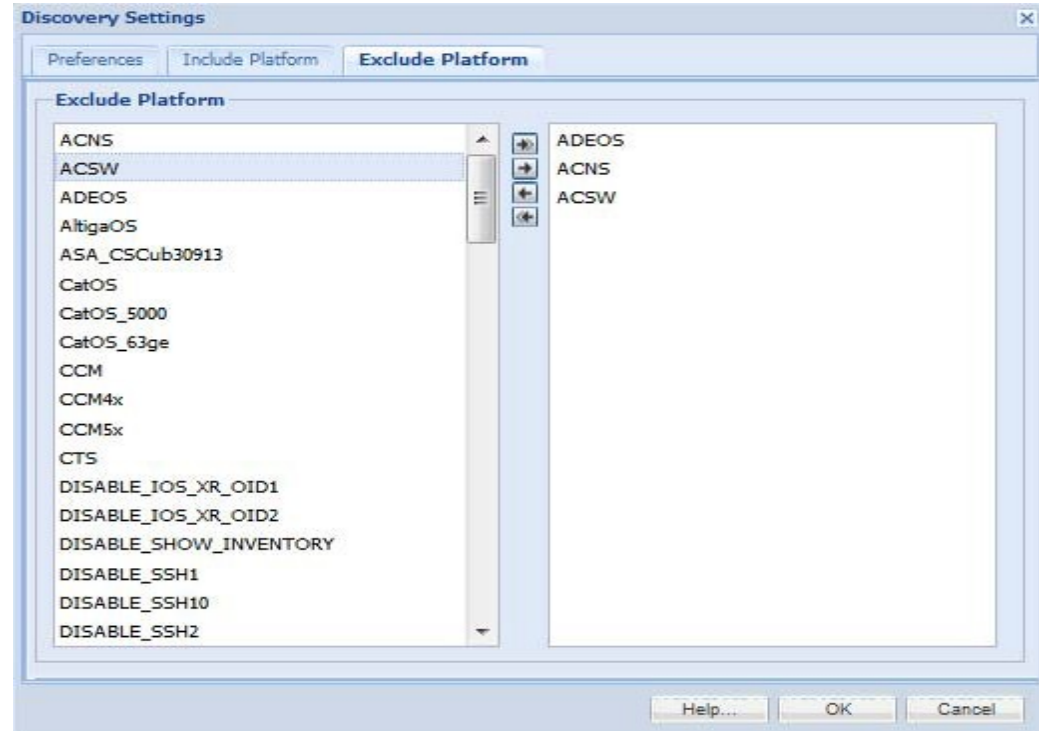 Discovery Settings
Preferences
Include Platform
Exclude Platform
Exclude Platform
ACNS
ACSW
ADEOS
AltigaOS
ASA_CSCub30913
CatOS
CatOS_5000
CatOS_63ge
CCM
CCM4x
CCM5x
CTS
DISABLE_IOS_XR_OID1
DISABLE_IOS_XR_OID2
DISABLE_SHOW_INVENTORY
DISABLE_SSH1
DISABLE_SSH10
DISABLE_SSH2
ADEOS
ACNS
ACSW
Help...
OK
Cancel